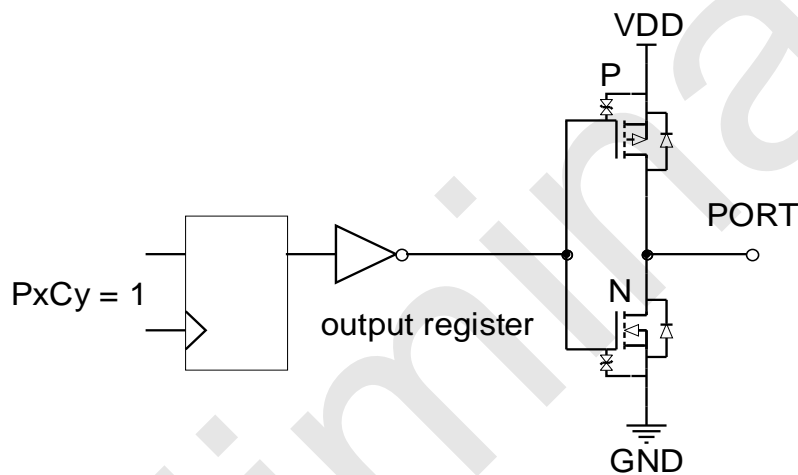 VDD
P
PORT
PxCy = 1
N
output register
GND